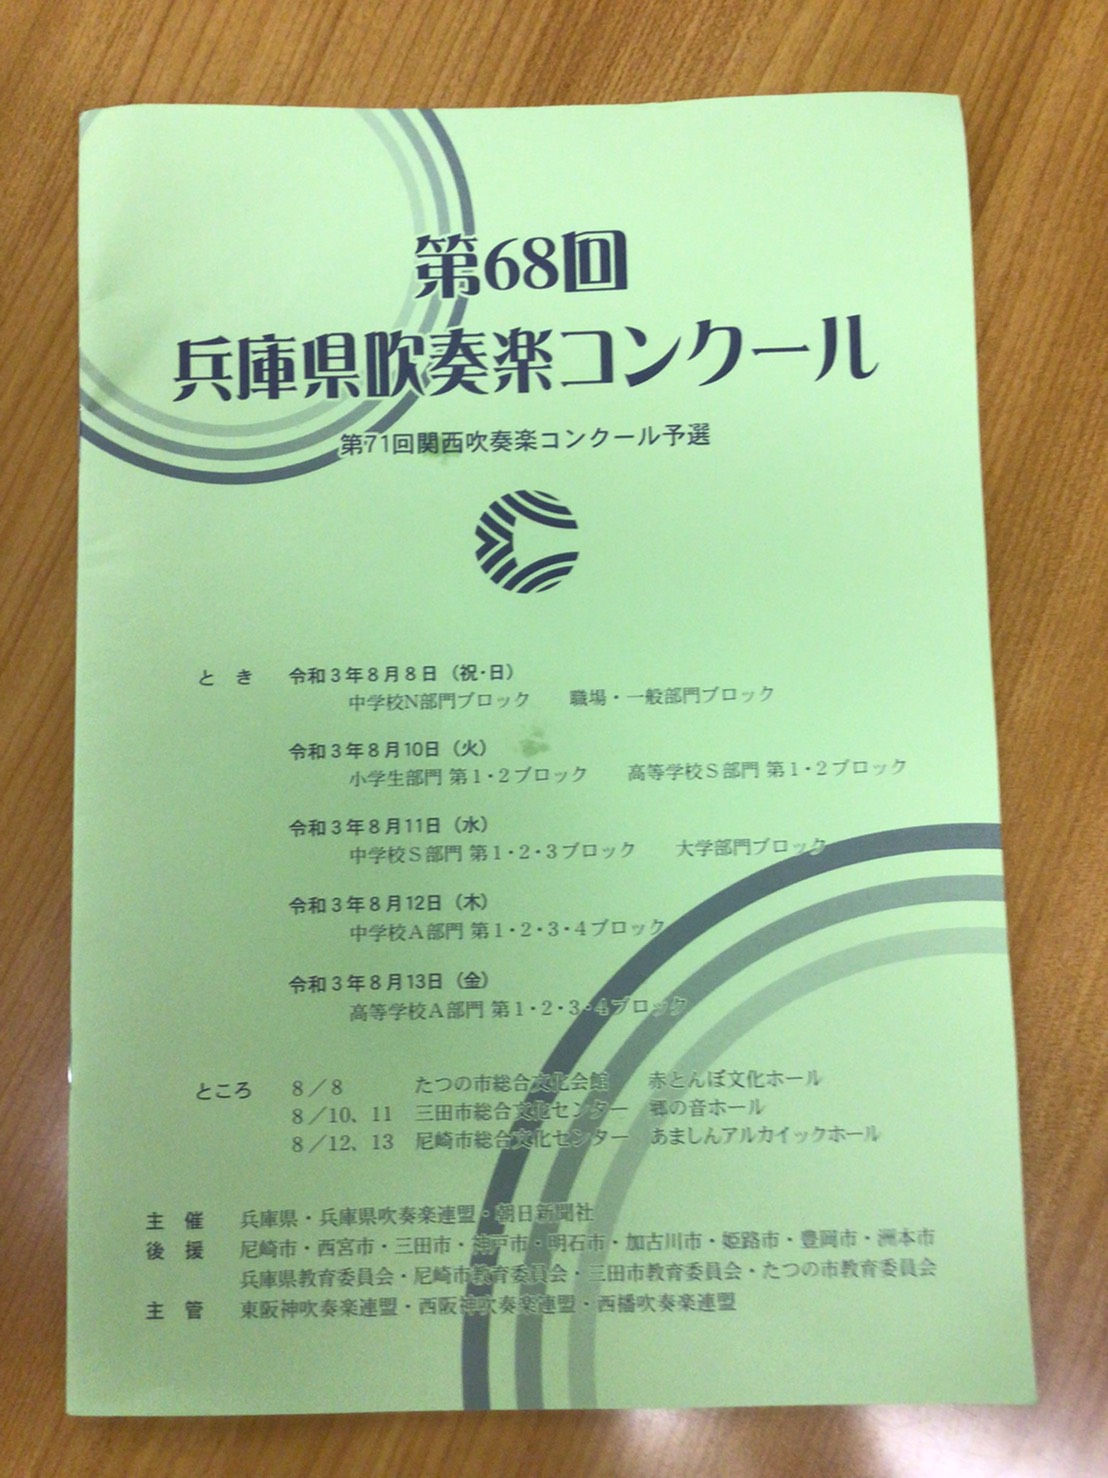 第68回
兵庫県吹奏楽コンクール
第71回関西吹奏楽コンクール予選
とき 令和3年8月8日（祝・日）
中学校N部門ブロック 職場・一般部門ブロック
令和3年8月10日（火）
小学生部門 第1・2ブロック 高等学校S部門 第1・2ブロック
令和3年8月11日（水）
中学校S部門 第1・2・3ブロック 大学部門ブロック
令和3年8月12日（木）
中学校A部門 第1・2・3・4ブロック
令和3年8月13日（金）
高等学校A部門 第1・2・3・4ブロック
ところ 8／8 たつの市総合文化会館 赤とんぼ文化ホール
8／10、11 三田市総合文化センター 郷の音ホール
8／12、13 尼崎市総合文化センター あましんアルカイックホール
主催 兵庫県・兵庫県吹奏楽連盟・朝日新聞社
後援 尼崎市・西宮市・三田市・神戸市・明石市・加古川市・姫路市・豊岡市・洲本市
兵庫県教育委員会・尼崎市教育委員会・三田市教育委員会・たつの市教育委員会
主管 東阪神吹奏楽連盟・西阪神吹奏楽連盟・西播吹奏楽連盟